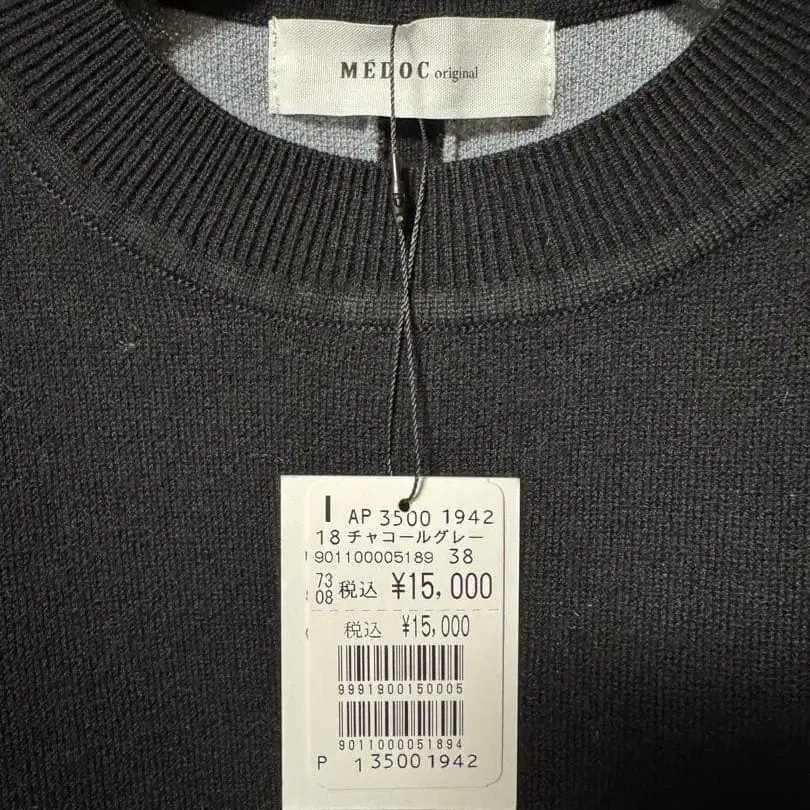 MÉDOC original
I AP 3500 1942
18 チャコールグレー
901100005189 38
73
08 税込 ¥15,000
税込 ¥15,000
9991900150005
9011000051894
P 1 3500 1942